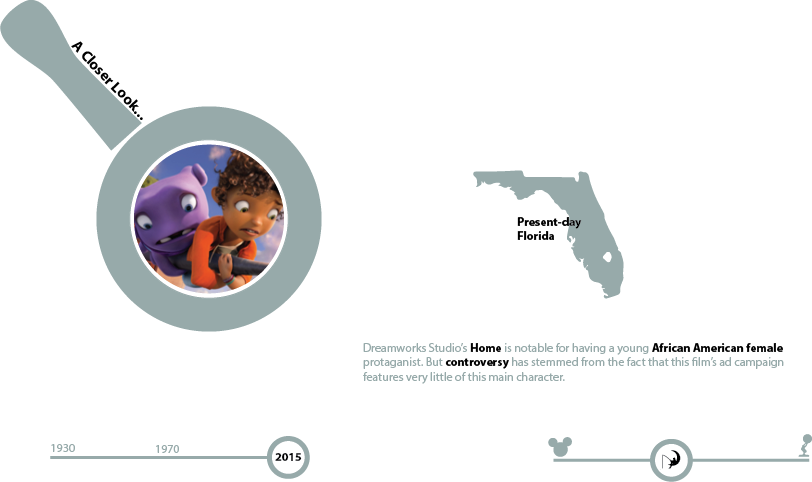 A Closer Look...
Present-day
Florida
Dreamworks Studio's Home is notable for having a young African American female
protaganist. But controversy has stemmed from the fact that this film's ad campaign
features very little of this main character.
1930
1970
2015